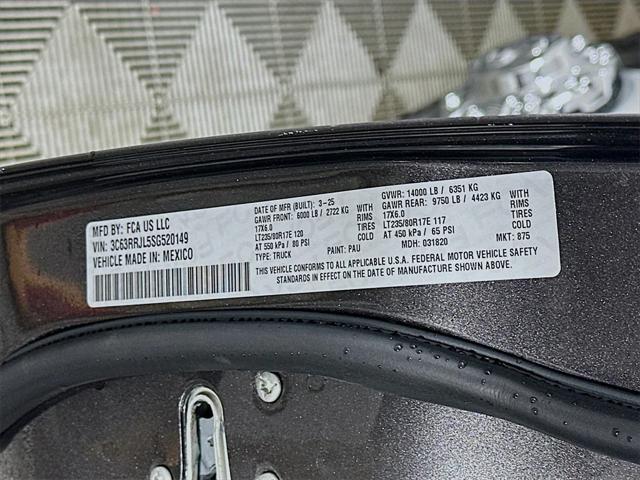 MFD BY: FCA US LLC
VIN: 3C63RRJL5SG520149
VEHICLE MADE IN: MEXICO
DATE OF MFR (BUILT): 3-25
GAWR FRONT: 6000 LB / 2722 KG
17X6.0
LT235/80R17E 120
AT 550 kPa / 80 PSI
TYPE: TRUCK
WITH
RIMS
TIRES
COLD
PAINT: PAU
GVWR: 14000 LB / 6351 KG
GAWR REAR: 9750 LB / 4423 KG
17X6.0
LT235/80R17E 117
AT 450 kPa / 65 PSI
MDH: 031820
WITH
RIMS
TIRES
COLD
MKT: 875
THIS VEHICLE CONFORMS TO ALL APPLICABLE U.S.A. FEDERAL MOTOR VEHICLE SAFETY
STANDARDS IN EFFECT ON THE DATE OF MANUFACTURE SHOWN ABOVE.